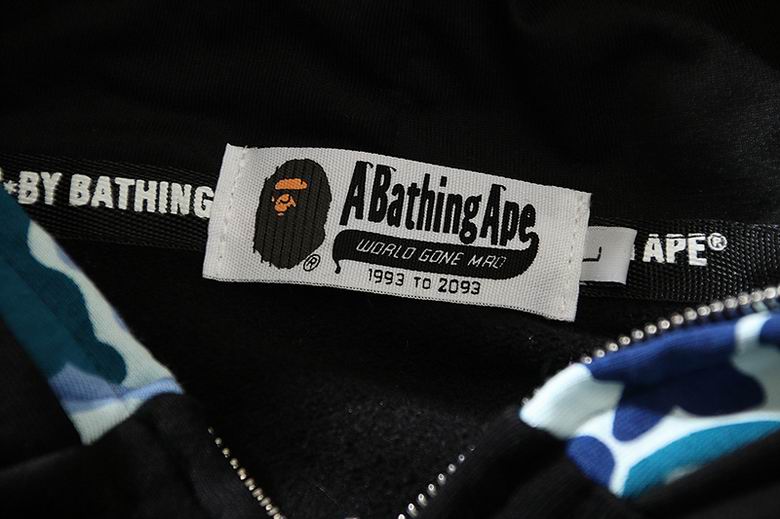 *BY BATHING
A Bathing Ape
WORLD GONE MAD
1993 TO 2093
®
L
APE®